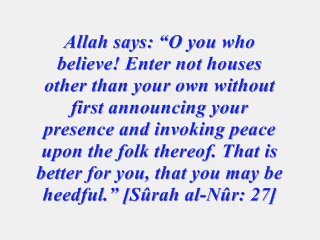 Allah says: “O you who
believe! Enter not houses
other than your own without
first announcing your
presence and invoking peace
upon the folk thereof. That is
better for you, that you may be
heedful.” [Sûrah al-Nûr: 27]